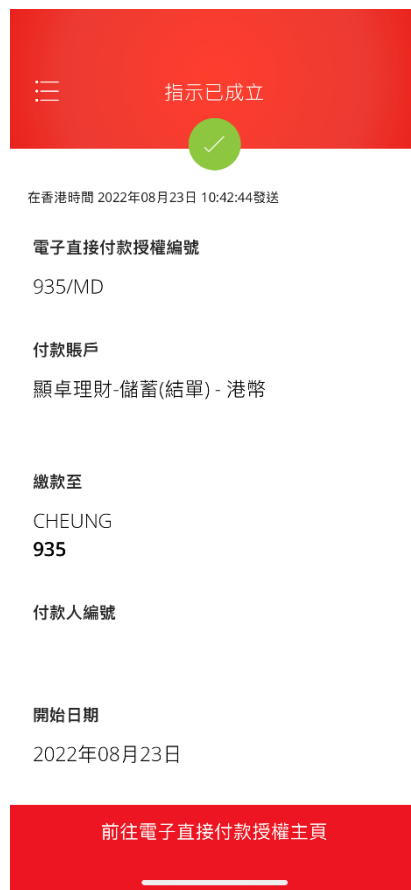 指示已成立
在香港時間 2022年08月23日 10:42:44發送
電子直接付款授權編號
935/MD
付款賬戶
顯卓理財-儲蓄(結單) - 港幣
繳款至
CHEUNG
935
付款人編號
開始日期
2022年08月23日
前往電子直接付款授權主頁